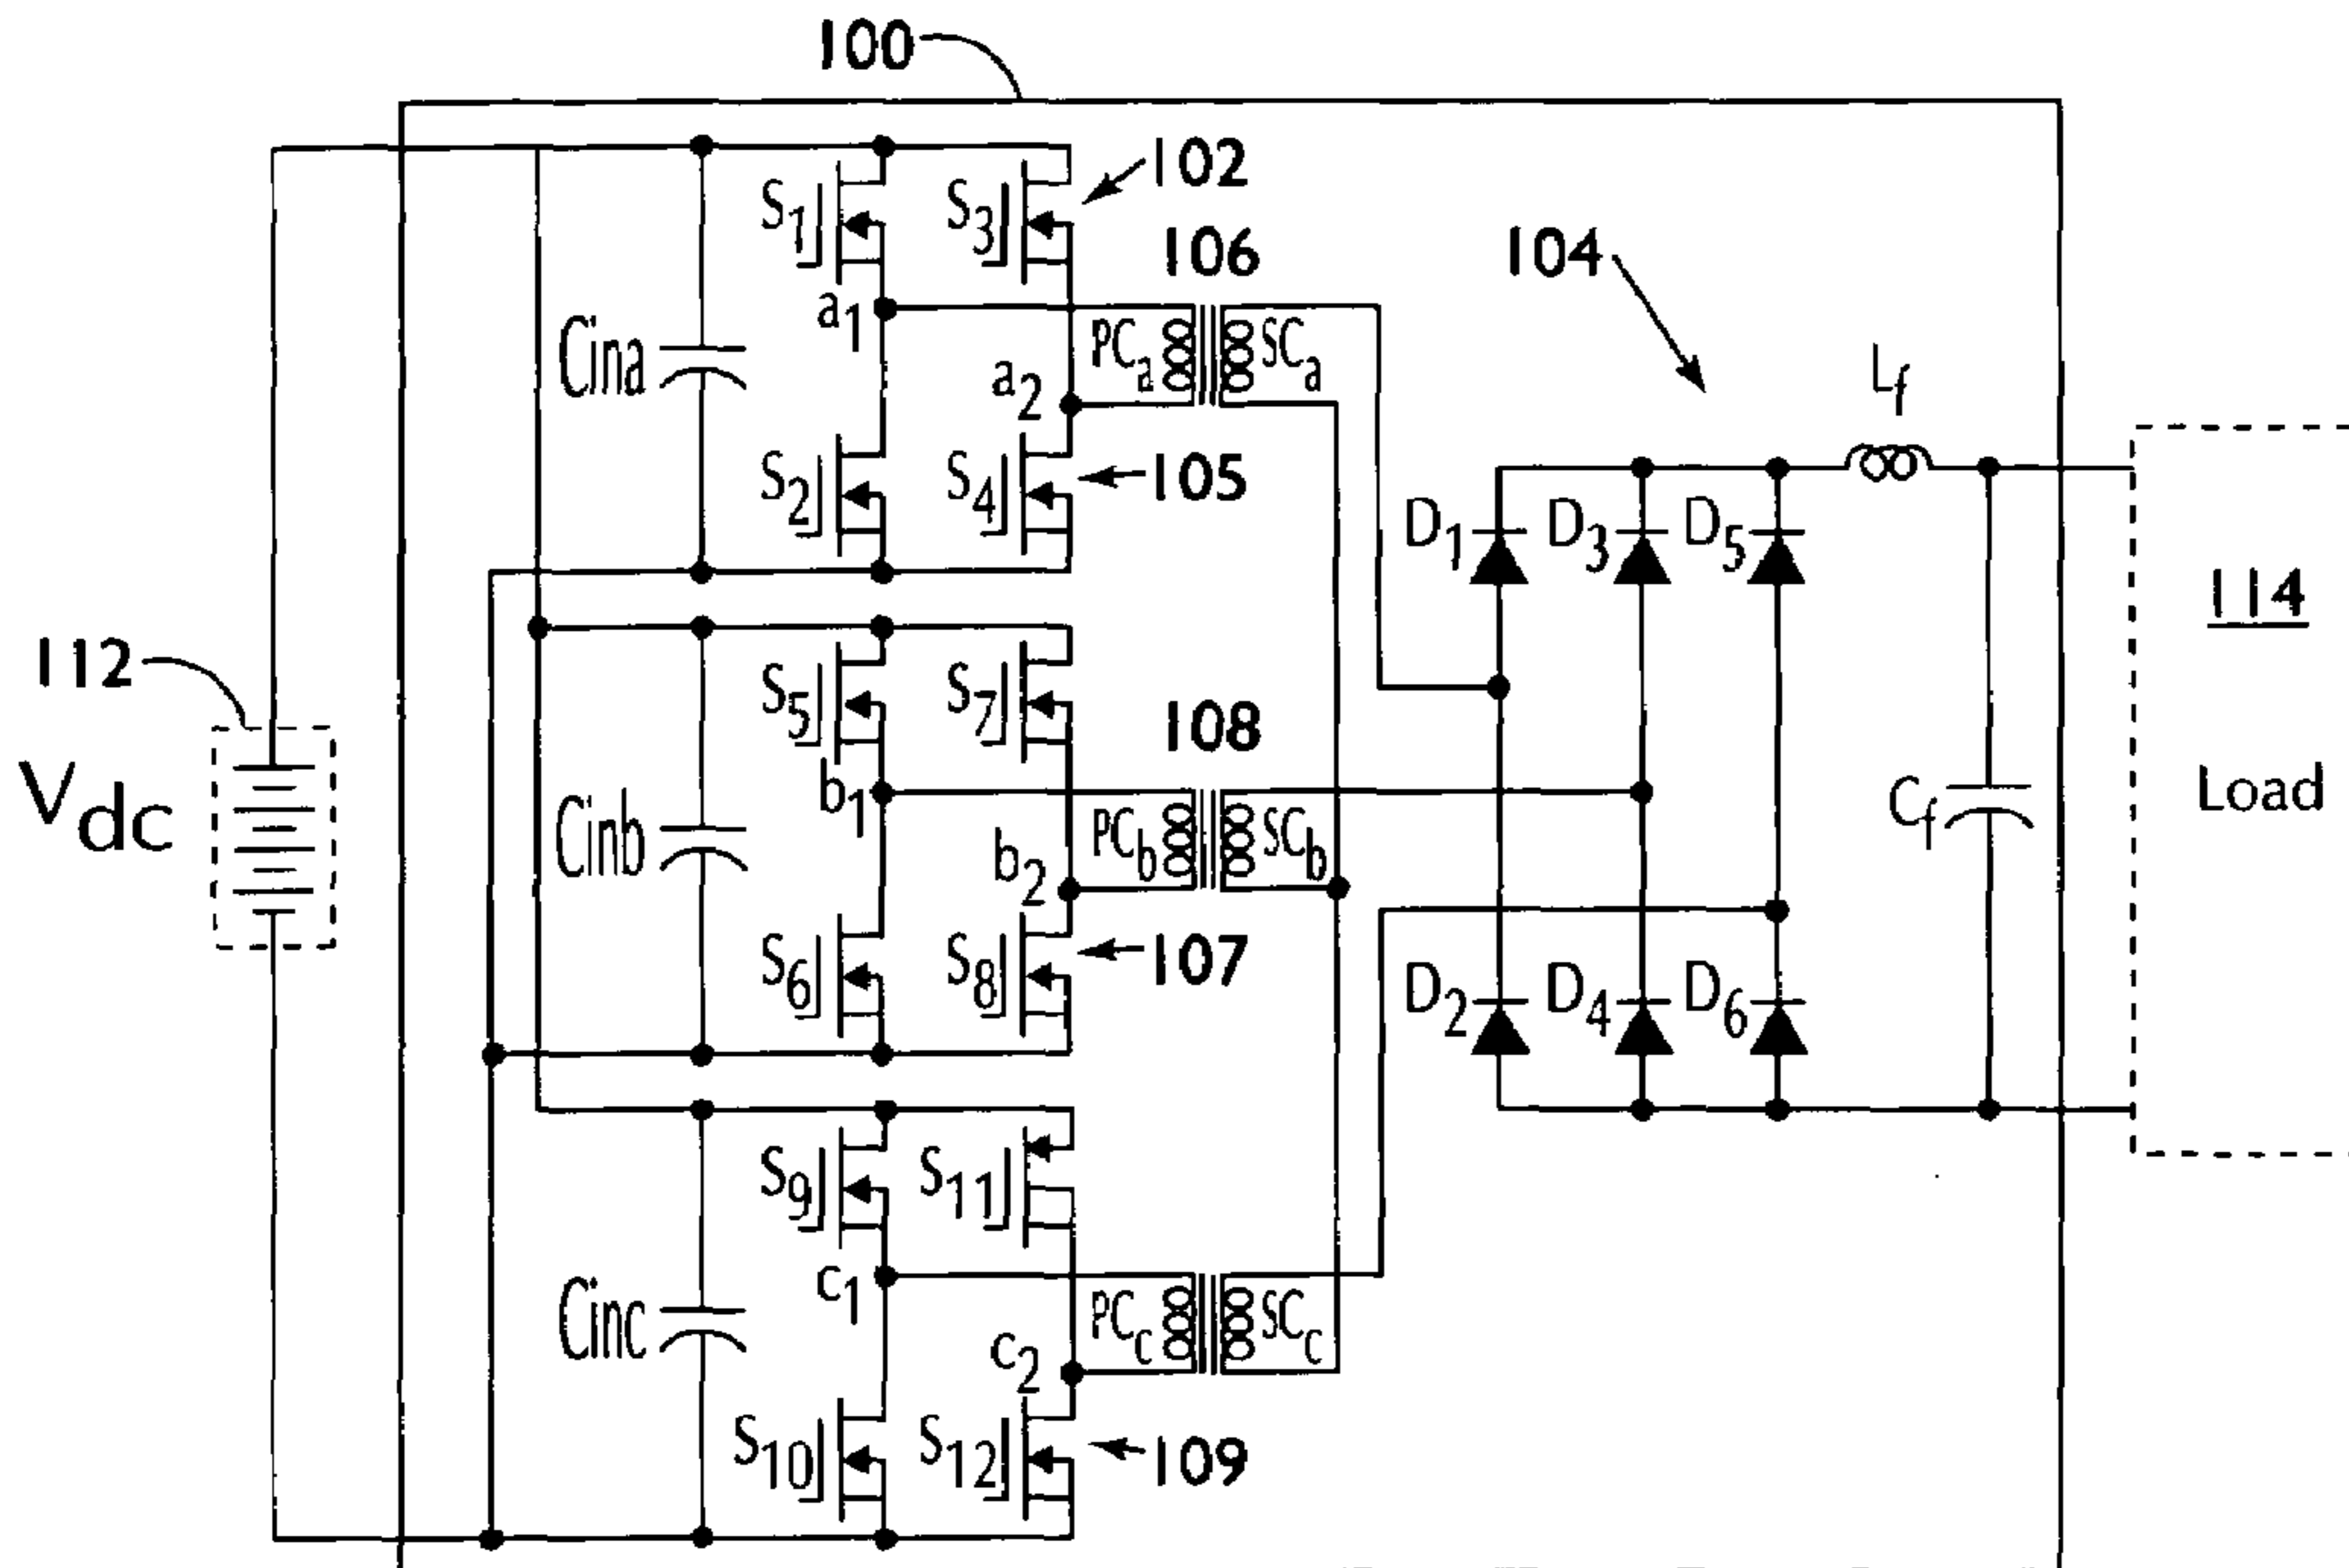 100
102
S1
S3
106
104
a1
PCa
SCa
Cina
a2
Lf
S2
S4
105
D1
D3
D5
114
112
S5
S7
108
Vdc
b1
Load
Cinb
PCb
SCb
Cf
b2
S6
S8
107
D2
D4
D6
S9
S11
c1
Cinc
PCc
SCc
c2
S10
S12
109